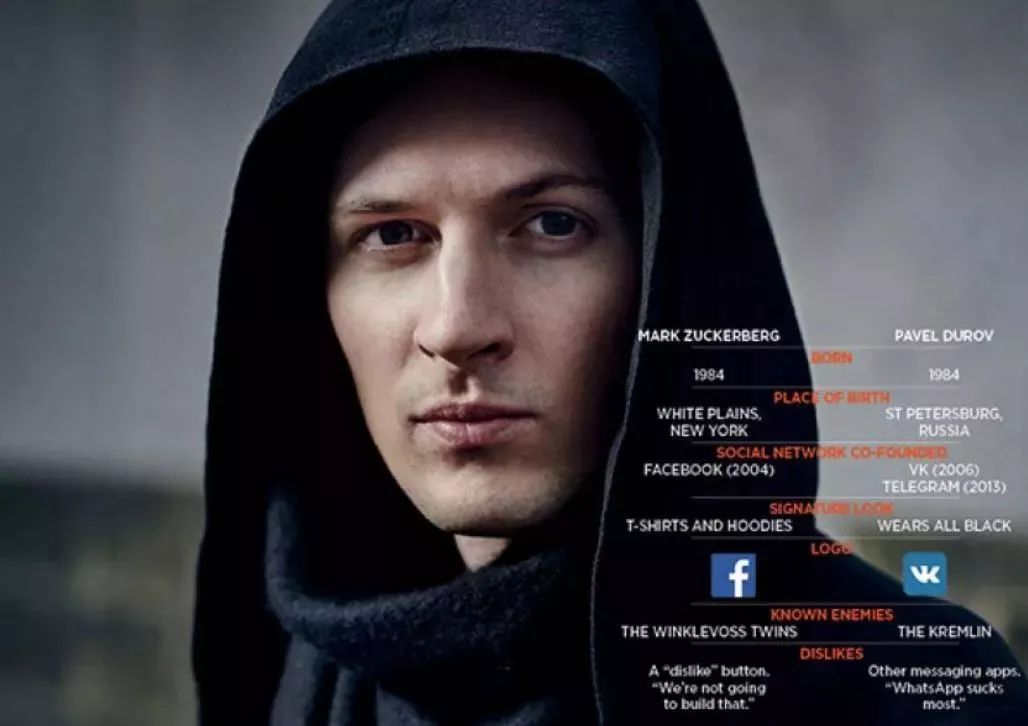 MARK ZUCKERBERG PAVEL DUROV
BORN
1984 1984
PLACE OF BIRTH
WHITE PLAINS, ST PETERSBURG,
NEW YORK RUSSIA
SOCIAL NETWORK CO-FOUNDED
FACEBOOK (2004) VK (2006)
TELEGRAM (2013)
SIGNATURE LOOK
T-SHIRTS AND HOODIES WEARS ALL BLACK
LOGO
f VK
KNOWN ENEMIES
THE WINKLEVOSS TWINS THE KREMLIN
DISLIKES
A “dislike” button. Other messaging apps.
“We’re not going “WhatsApp sucks
to build that.” most.”